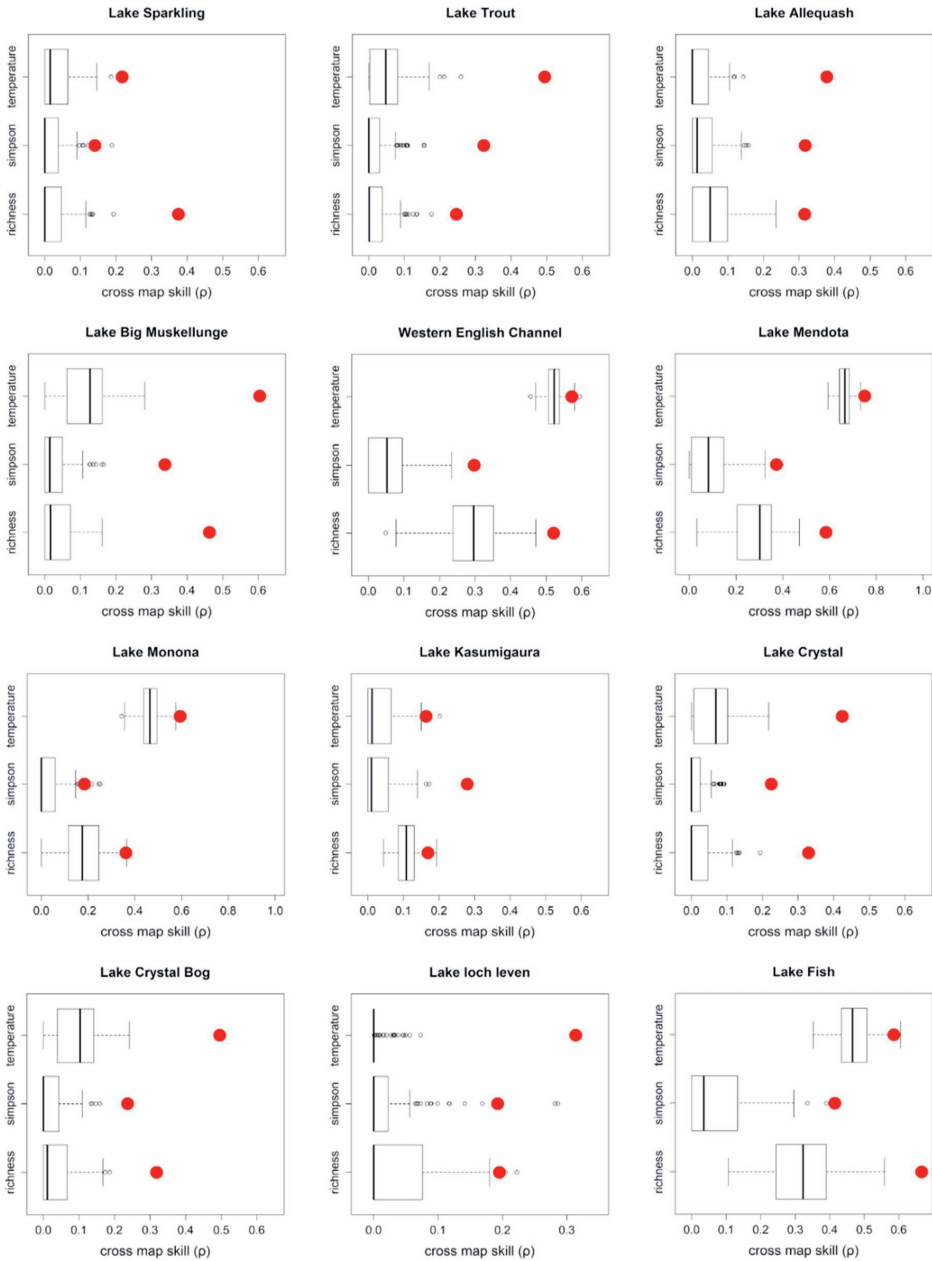 Lake Sparkling
Lake Trout
Lake Allequash
temperature
simpson
richness
0.0 0.1 0.2 0.3 0.4 0.5 0.6
cross map skill (ρ)
temperature
simpson
richness
0.0 0.1 0.2 0.3 0.4 0.5 0.6
cross map skill (ρ)
temperature
simpson
richness
0.0 0.1 0.2 0.3 0.4 0.5 0.6
cross map skill (ρ)
Lake Big Muskellunge
Western English Channel
Lake Mendota
temperature
simpson
richness
0.0 0.1 0.2 0.3 0.4 0.5 0.6
cross map skill (ρ)
temperature
simpson
richness
0.0 0.1 0.2 0.3 0.4 0.5 0.6
cross map skill (ρ)
temperature
simpson
richness
0.0 0.2 0.4 0.6 0.8 1.0
cross map skill (ρ)
Lake Monona
Lake Kasumigaura
Lake Crystal
temperature
simpson
richness
0.0 0.2 0.4 0.6 0.8 1.0
cross map skill (ρ)
temperature
simpson
richness
0.0 0.1 0.2 0.3 0.4 0.5 0.6
cross map skill (ρ)
temperature
simpson
richness
0.0 0.1 0.2 0.3 0.4 0.5 0.6
cross map skill (ρ)
Lake Crystal Bog
Lake loch leven
Lake Fish
temperature
simpson
richness
0.0 0.1 0.2 0.3 0.4 0.5 0.6
cross map skill (ρ)
temperature
simpson
richness
0.0 0.1 0.2 0.3
cross map skill (ρ)
temperature
simpson
richness
0.0 0.1 0.2 0.3 0.4 0.5 0.6
cross map skill (ρ)